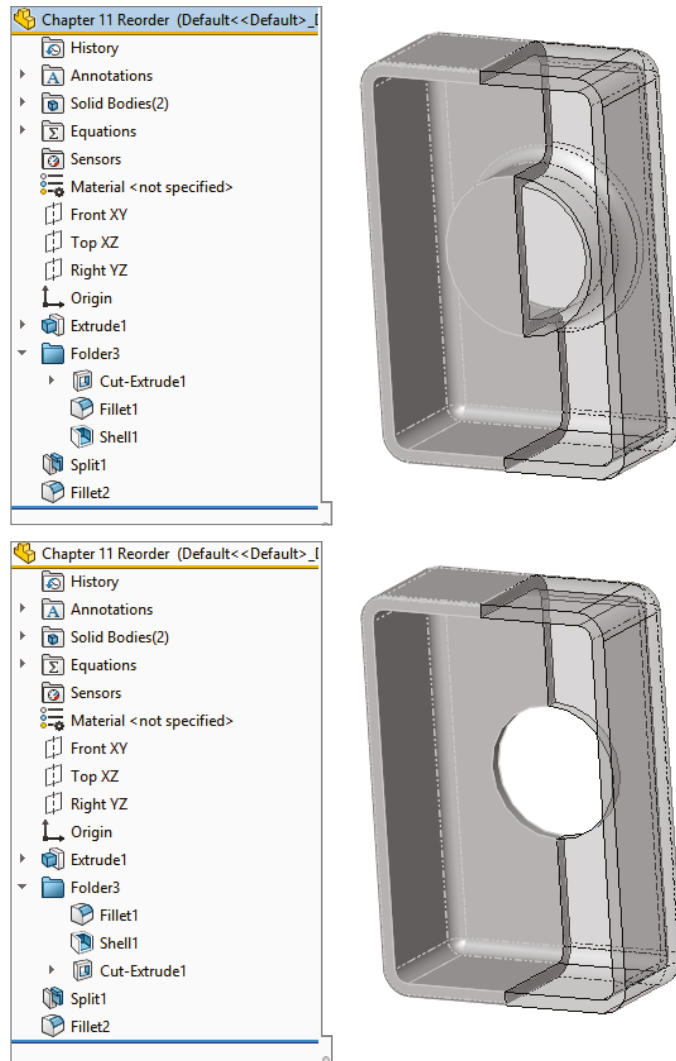 Chapter 11 Reorder (Default<<Default>_D
History
Annotations
Solid Bodies(2)
Equations
Sensors
Material <not specified>
Front XY
Top XZ
Right YZ
Origin
Extrude1
Folder3
Cut-Extrude1
Fillet1
Shell1
Split1
Fillet2
Chapter 11 Reorder (Default<<Default>_D
History
Annotations
Solid Bodies(2)
Equations
Sensors
Material <not specified>
Front XY
Top XZ
Right YZ
Origin
Extrude1
Folder3
Fillet1
Shell1
Cut-Extrude1
Split1
Fillet2